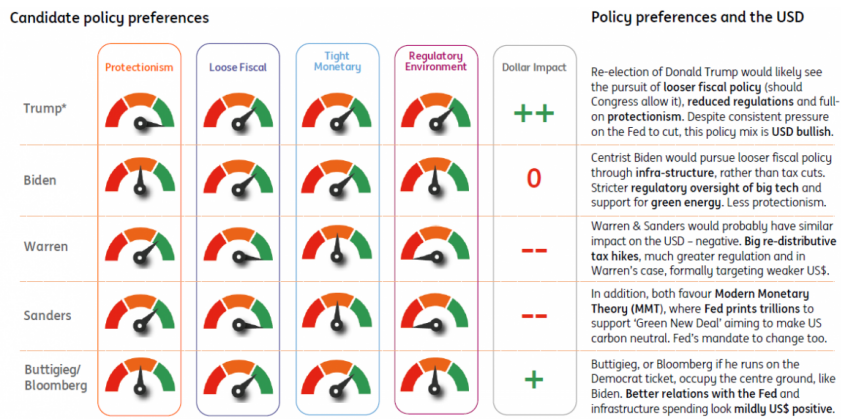 Candidate policy preferences
Policy preferences and the USD
Protectionism
Loose Fiscal
Tight
Monetary
Regulatory
Environment
Dollar Impact
Trump*
++
Re-election of Donald Trump would likely see
the pursuit of looser fiscal policy (should
Congress allow it), reduced regulations and full-
on protectionism. Despite consistent pressure
on the Fed to cut, this policy mix is USD bullish.
Biden
0
Centrist Biden would pursue looser fiscal policy
through infra-structure, rather than tax cuts.
Stricter regulatory oversight of big tech and
support for green energy. Less protectionism.
Warren
--
Warren & Sanders would probably have similar
impact on the USD – negative. Big re-distributive
tax hikes, much greater regulation and in
Warren's case, formally targeting weaker US$.
Sanders
--
In addition, both favour Modern Monetary
Theory (MMT), where Fed prints trillions to
support 'Green New Deal' aiming to make US
carbon neutral. Fed's mandate to change too.
Buttigieg/
Bloomberg
+
Buttigieg, or Bloomberg if he runs on the
Democrat ticket, occupy the centre ground, like
Biden. Better relations with the Fed and
infrastructure spending look mildly US$ positive.